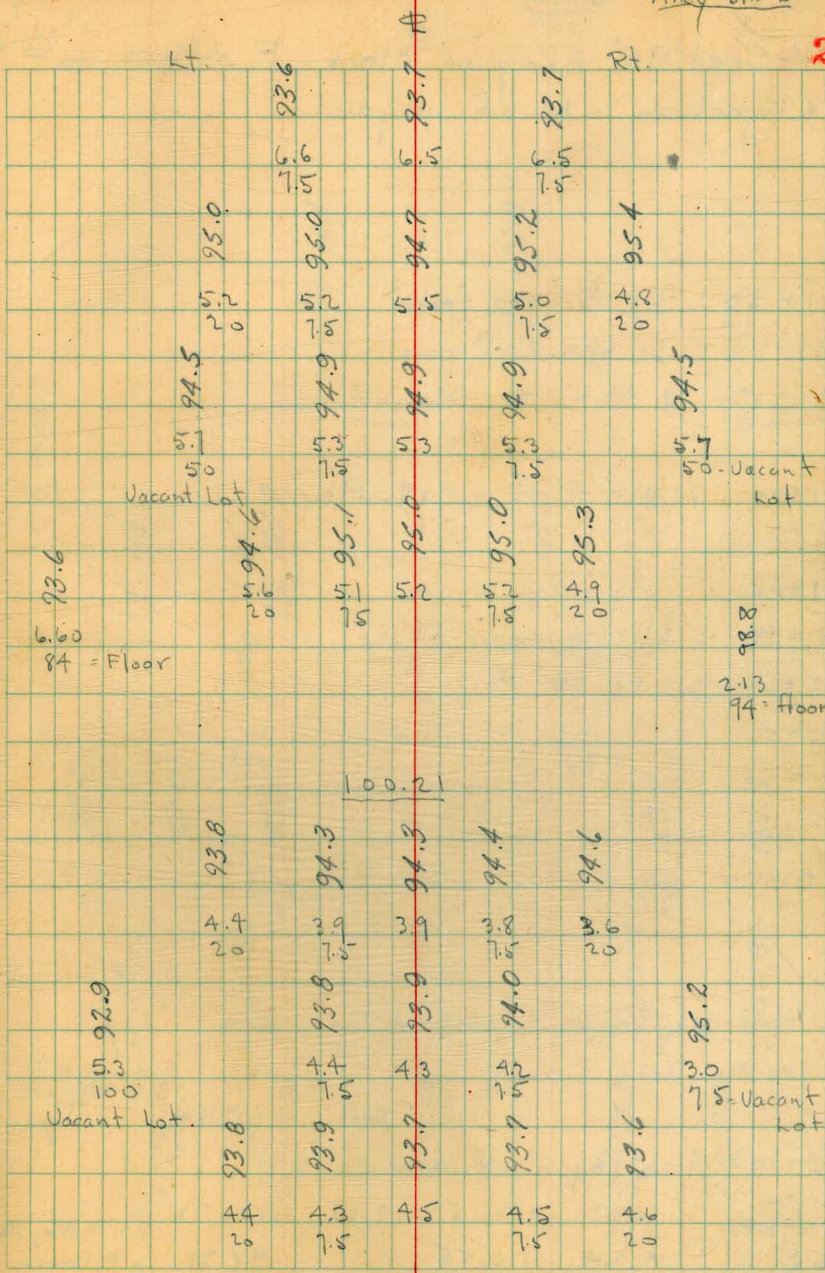 Lt. ℄ Rt.
93.6 93.7 93.7
6.6 6.5 6.5
7.5 7.5
95.0 95.0 94.7 95.2 95.4
5.2 5.2 5.5 5.0 4.8
20 7.5 7.5 20
94.5 94.9 94.9 94.9 94.5
5.7 5.3 5.3 5.3 5.7
50 7.5 7.5 50-Vacant
Vacant Lot Lot
93.6 94.6 95.1 95.0 95.0 95.3
5.6 5.1 5.2 5.2 4.9
20 7.5 7.5 20
6.60 98.8
84 = Floor
2.13
94 = floor
100.21
93.8 94.3 94.3 94.4 94.6
4.4 3.9 3.9 3.8 3.6
20 7.5 7.5 20
92.9 93.8 93.9 94.0 95.2
5.3 4.4 4.3 4.2 3.0
100 7.5 7.5 75=Vacant
Vacant Lot. Lot
93.8 93.9 93.7 93.7 93.6
4.4 4.3 4.5 4.5 4.6
20 7.5 7.5 20